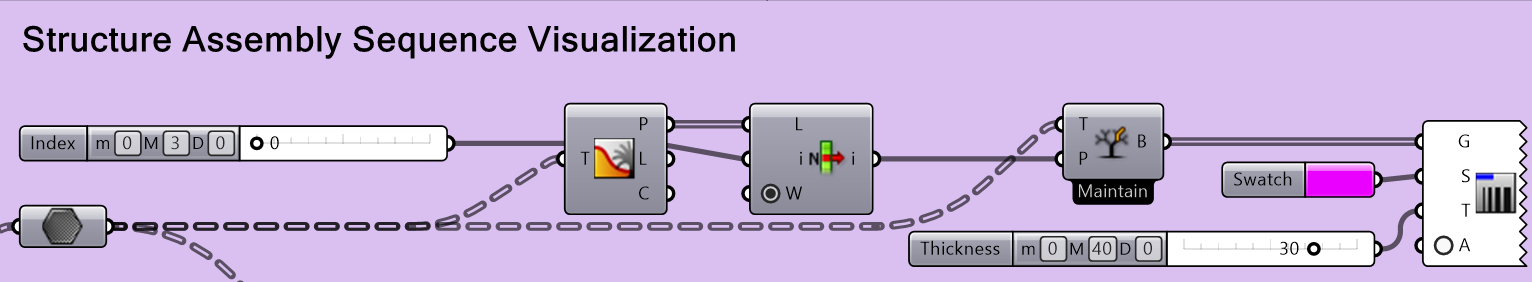 Structure Assembly Sequence Visualization
Index m 0 M 3 D 0 0
P
T L
C
L
i N i
W
T
B
P
Maintain
G
Swatch S
T
A
Thickness m 0 M 40 D 0 30